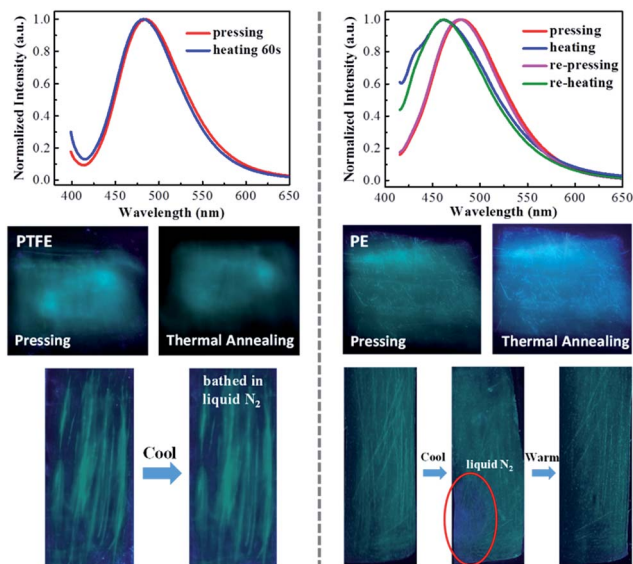 pressing
heating 60s
Normalized Intensity (a.u.)
1.0
0.8
0.6
0.4
0.2
0.0
400 450 500 550 600 650
Wavelength (nm)
PTFE
Pressing
Thermal Annealing
bathed in
liquid N2
Cool
pressing
heating
re-pressing
re-heating
Normalized Intensity (a.u.)
1.0
0.8
0.6
0.4
0.2
0.0
400 450 500 550 600 650
Wavelength (nm)
PE
Pressing
Thermal Annealing
Cool
liquid N2
Warm